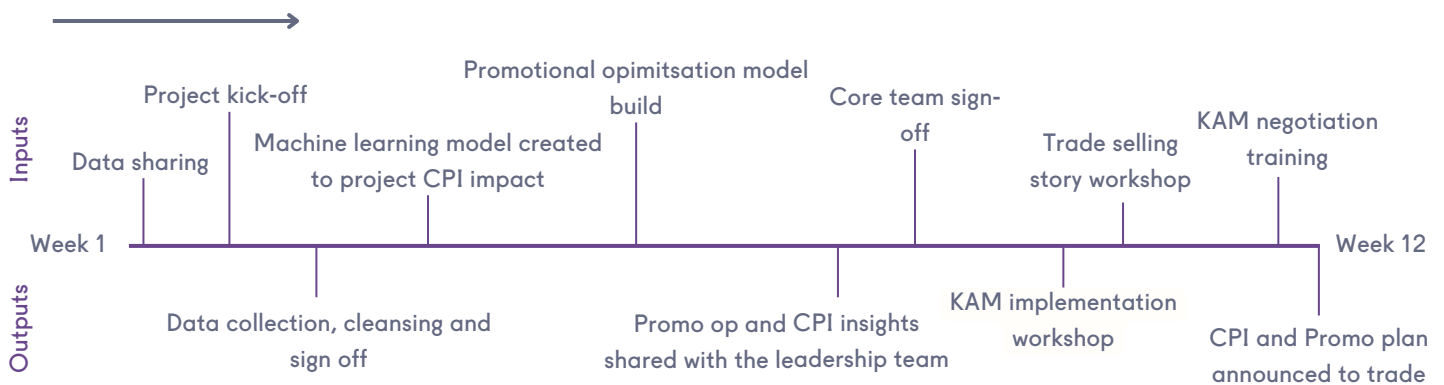 Promotional opimitsation model
build
Project kick-off
Core team sign-
off
KAM negotiation
training
Machine learning model created
to project CPI impact
Trade selling
story workshop
Data sharing
Inputs
Week 1
Week 12
Outputs
KAM implementation
workshop
Data collection, cleansing and
sign off
Promo op and CPI insights
shared with the leadership team
CPI and Promo plan
announced to trade